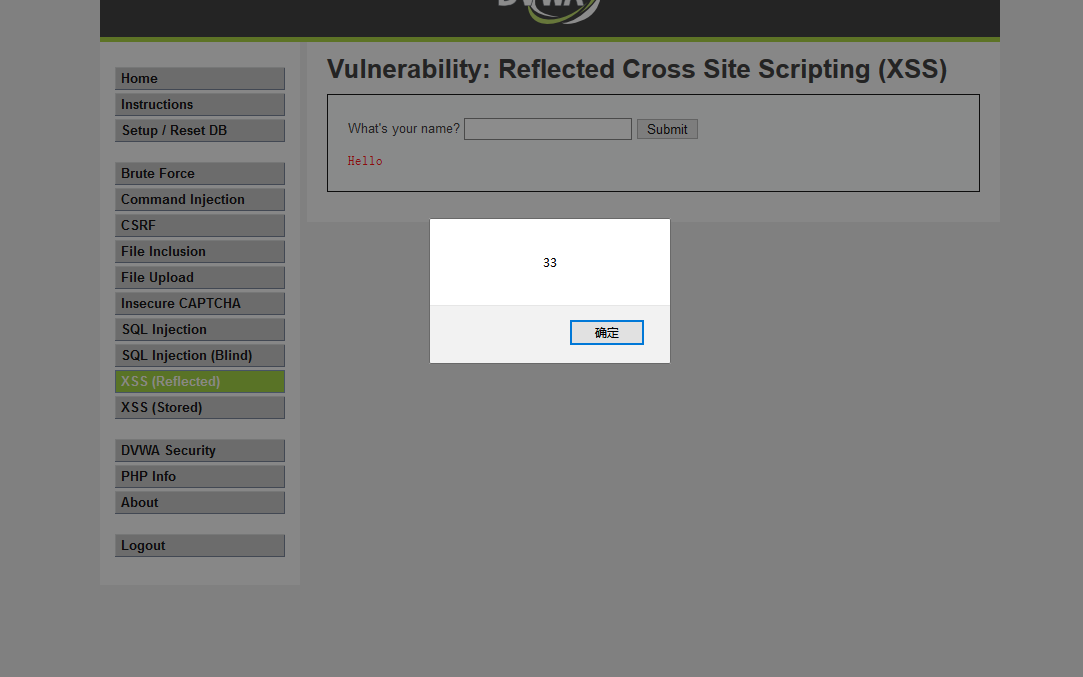 DVWA
Home
Instructions
Setup / Reset DB
Brute Force
Command Injection
CSRF
File Inclusion
File Upload
Insecure CAPTCHA
SQL Injection
SQL Injection (Blind)
XSS (Reflected)
XSS (Stored)
DVWA Security
PHP Info
About
Logout
Vulnerability: Reflected Cross Site Scripting (XSS)
What's your name? Submit
Hello
33
确定